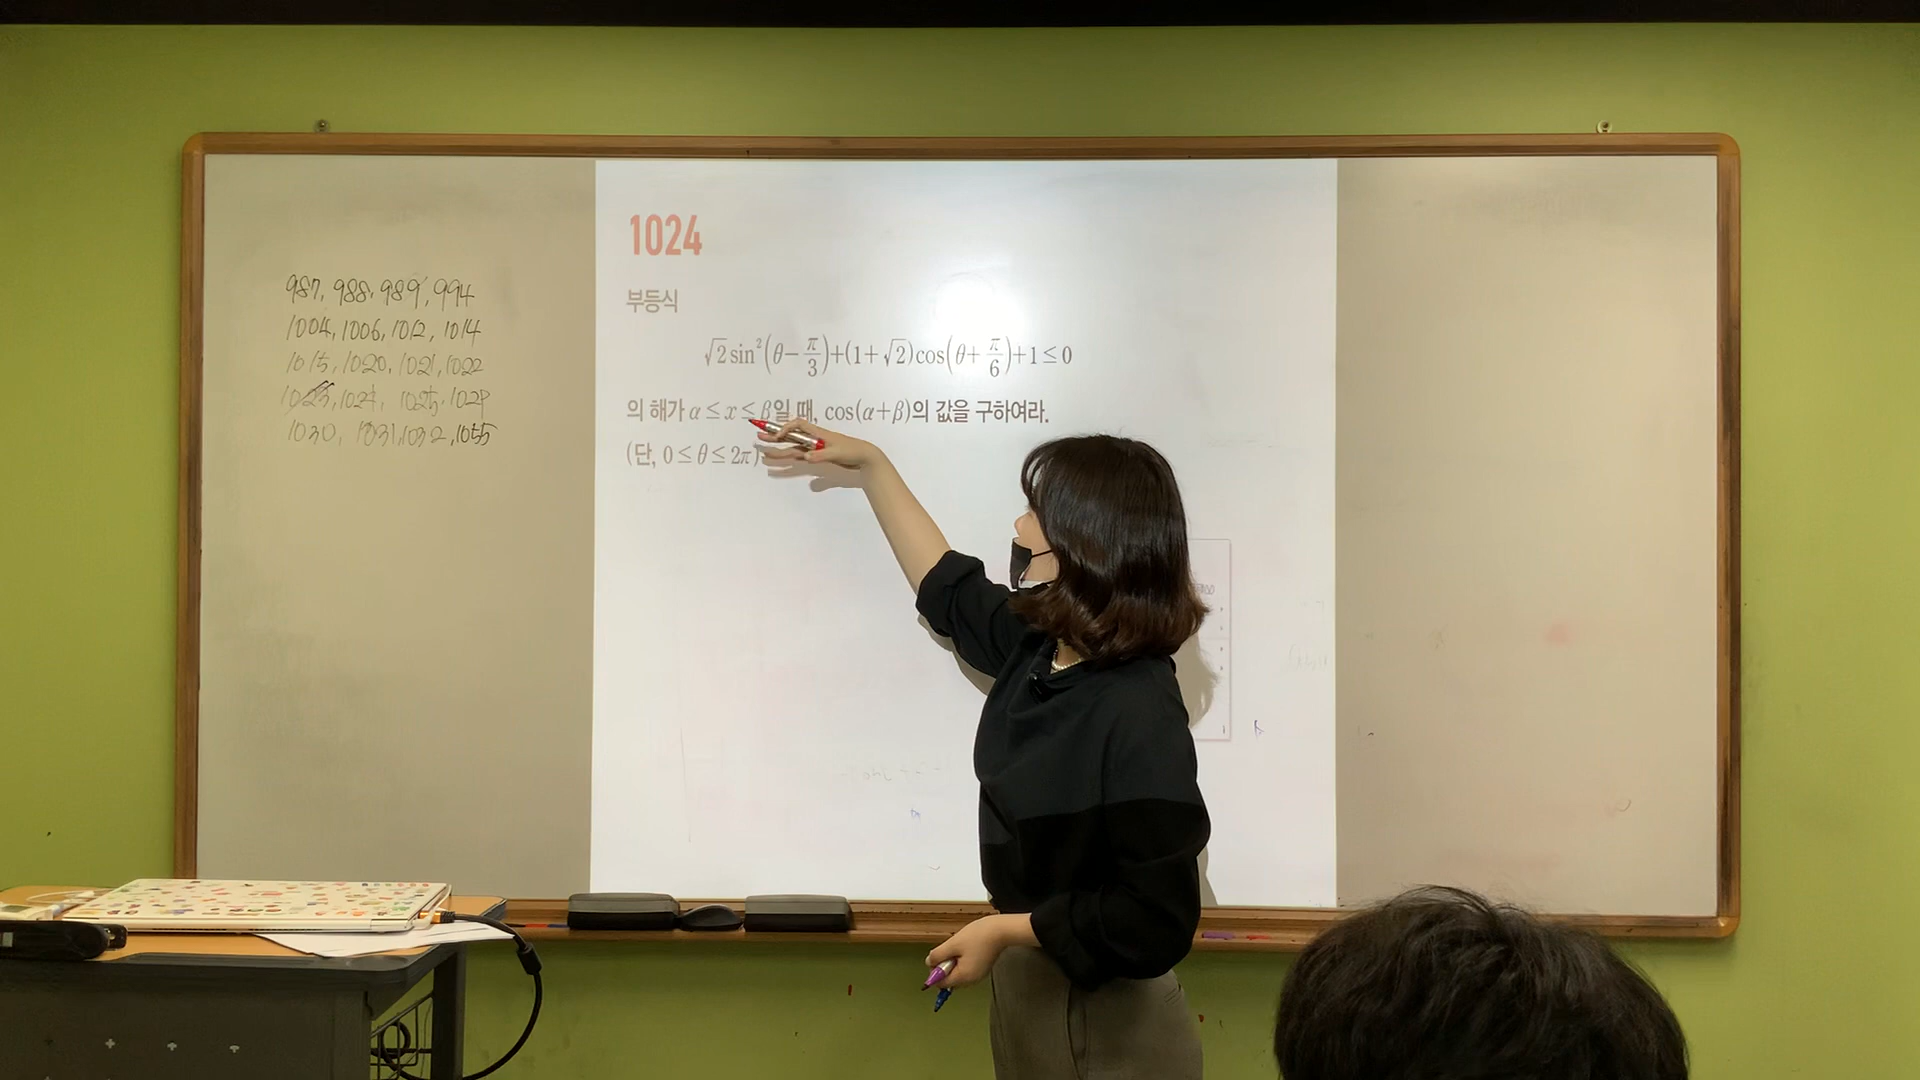 987, 988, 989, 994
1004, 1006, 1012, 1014
1015, 1020, 1021, 1022
1023, 1024, 1025, 1029
1030, 1031, 1032, 1055
1024
부등식
√2 sin²(θ−π/3)+(1+√2)cos(θ+π/6)+1≤0
의 해가 α≤x≤β일 때, cos(α+β)의 값을 구하여라.
(단, 0≤θ≤2π)